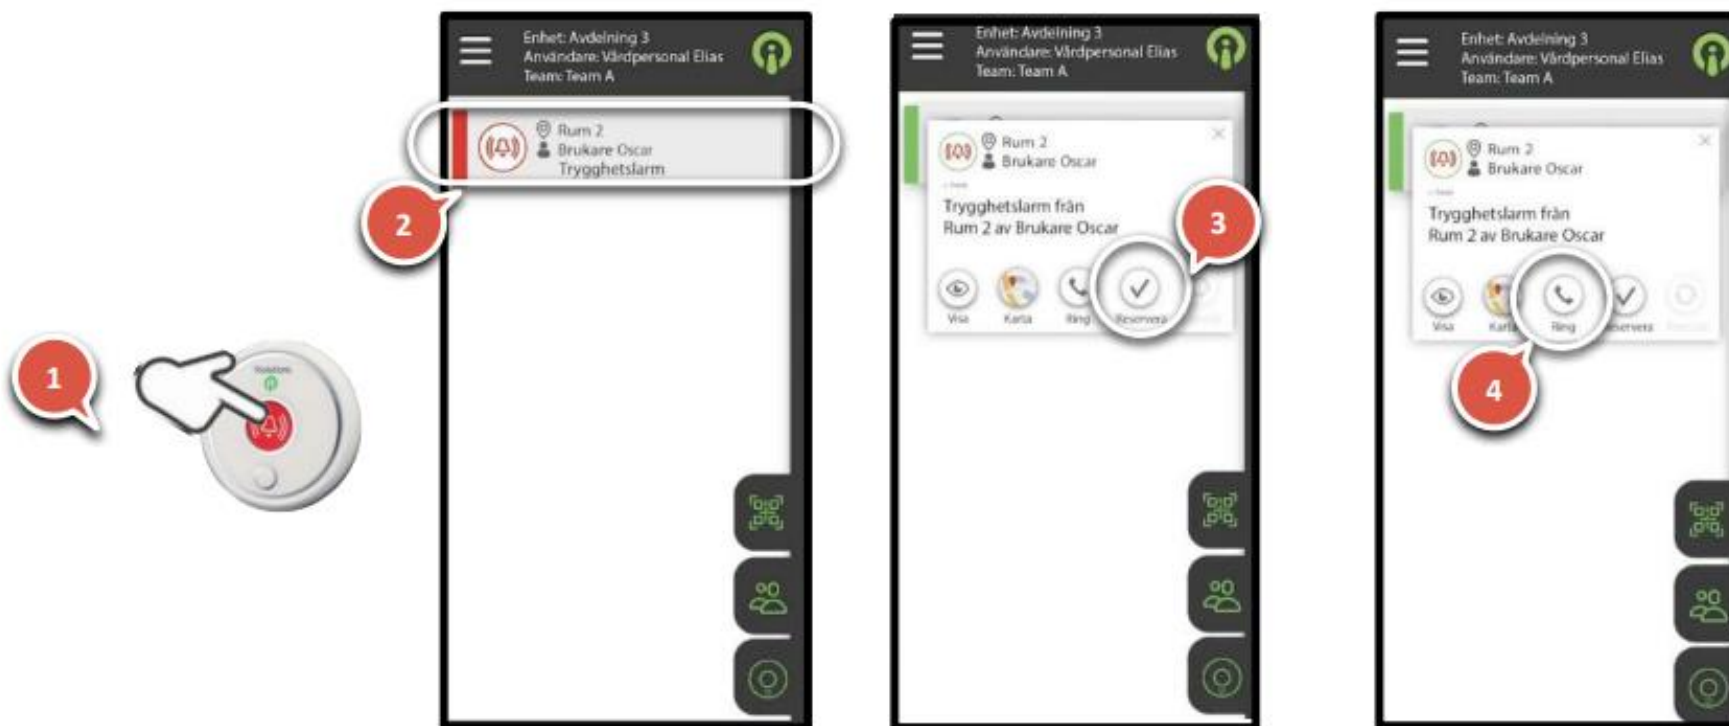 1
2
Enhet: Avdelning 3
Användare: Vårdpersonal Elias
Team: Team A
Rum 2
Brukare Oscar
Trygghetslarm
Enhet: Avdelning 3
Användare: Vårdpersonal Elias
Team: Team A
Rum 2
Brukare Oscar
Trygghetslarm från
Rum 2 av Brukare Oscar
3
Visa
Karta
Ring
Reservera
Enhet: Avdelning 3
Användare: Vårdpersonal Elias
Team: Team A
Rum 2
Brukare Oscar
Trygghetslarm från
Rum 2 av Brukare Oscar
Visa
Ring
4